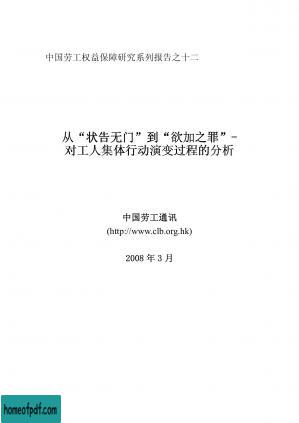 中国劳工权益保障研究系列报告之十二
从“状告无门”到“欲加之罪”-
对工人集体行动演变过程的分析
中国劳工通讯
(http://www.clb.org.hk)
2008 年 3 月
homeofpdf.com